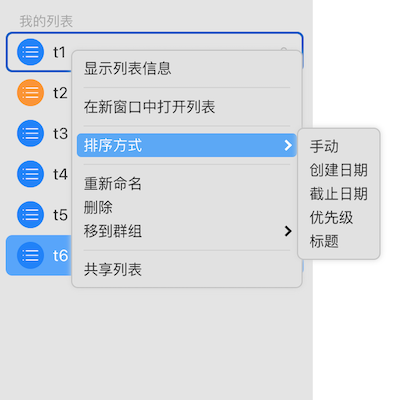 我的列表
t1
t2
t3
t4
t5
t6
显示列表信息
在新窗口中打开列表
排序方式
重新命名
删除
移到群组
共享列表
手动
创建日期
截止日期
优先级
标题